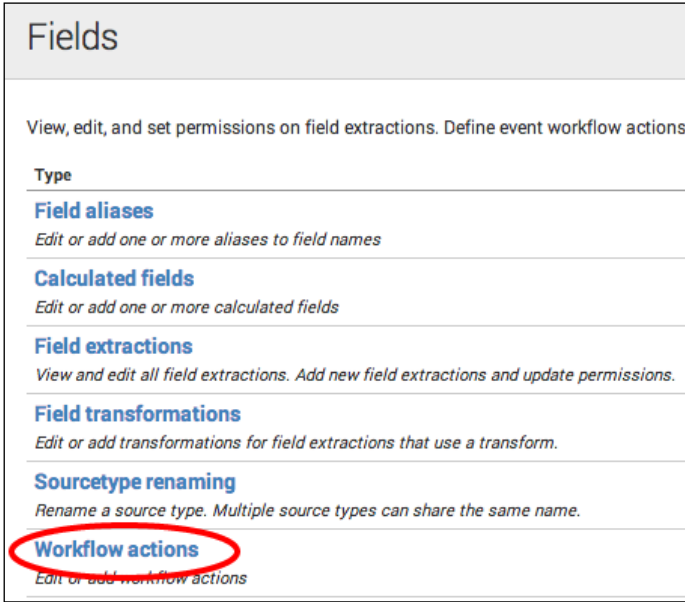 Fields
View, edit, and set permissions on field extractions. Define event workflow actions
Type
Field aliases
Edit or add one or more aliases to field names
Calculated fields
Edit or add one or more calculated fields
Field extractions
View and edit all field extractions. Add new field extractions and update permissions.
Field transformations
Edit or add transformations for field extractions that use a transform.
Sourcetype renaming
Rename a source type. Multiple source types can share the same name.
Workflow actions
Edit or add workflow actions